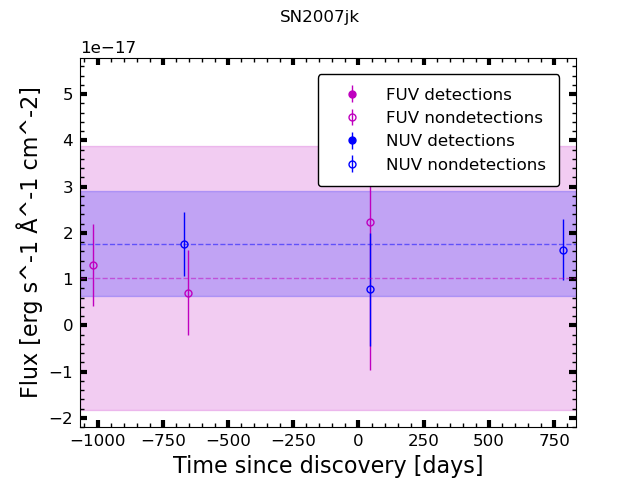 SN2007jk
1e−17
FUV detections
FUV nondetections
NUV detections
NUV nondetections
5
4
3
2
1
0
−1
−2
Flux [erg s^-1 Å^-1 cm^-2]
−1000 −750 −500 −250 0 250 500 750
Time since discovery [days]